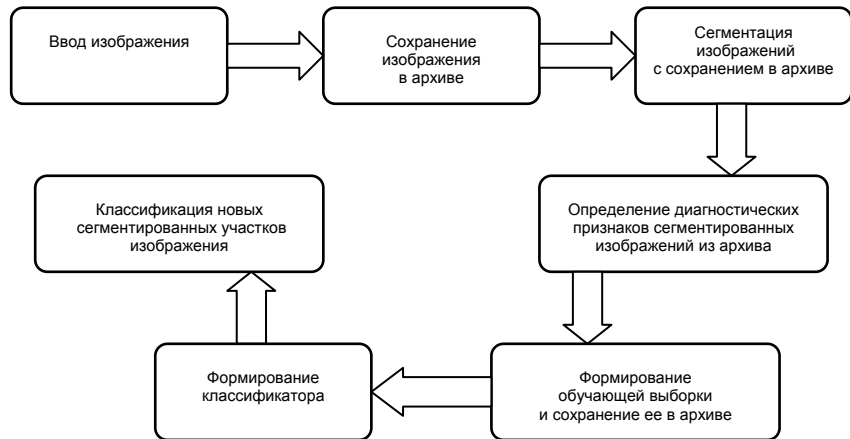 Ввод изображения
Сохранение
изображения
в архиве
Сегментация
изображений
с сохранением в архиве
Определение диагностических
признаков сегментированных
изображений из архива
Формирование
обучающей выборки
и сохранение ее в архиве
Формирование
классификатора
Классификация новых
сегментированных участков
изображения